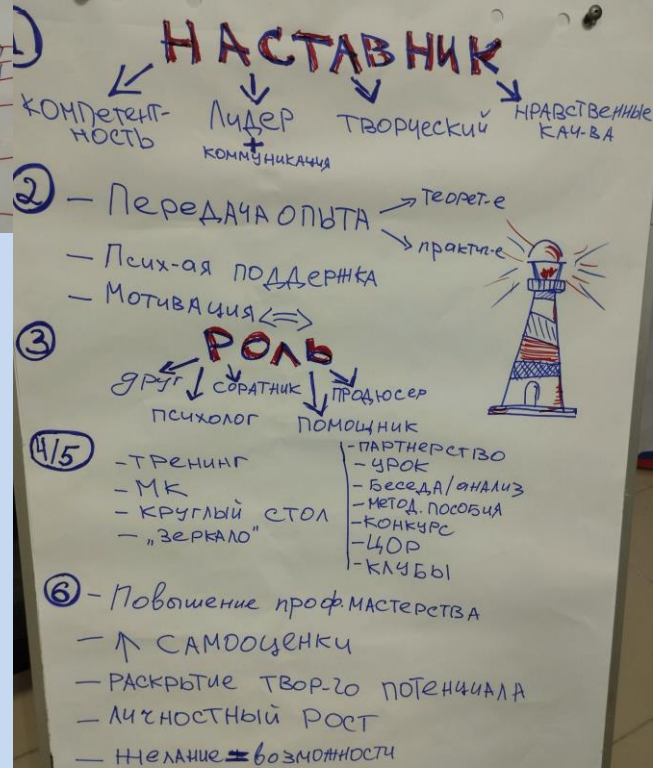 1
НАСТАВНИК
КОМПЕТЕНТ-
НОСТЬ
ЛИДЕР
+
КОММУНИКАЦИЯ
ТВОРЧЕСКИЙ
НРАВСТВЕННЫЕ
КАЧ-ВА
2 - ПЕРЕДАЧА ОПЫТА
теорет-е
практич-е
- Псих-ая ПОДДЕРЖКА
- МОТИВАЦИЯ
3 РОЛЬ
друг
СОРАТНИК
ПРОДЮСЕР
ПСИХОЛОГ
ПОМОЩНИК
4/5
- ТРЕНИНГ
- МК
- КРУГЛЫЙ СТОЛ
- „ЗЕРКАЛО"
- ПАРТНЕРСТВО
- УРОК
- БЕСЕДА/АНАЛИЗ
- МЕТОД. ПОСОБИЯ
- КОНКУРС
- ЦОР
- КЛУБЫ
6 - Повышение проф. МАСТЕРСТВА
- ↑ САМООЦЕНКИ
- РАСКРЫТИЕ ТВОР-ГО ПОТЕНЦИАЛА
- ЛИЧНОСТНЫЙ РОСТ
- ЖЕЛАНИЕ = ВОЗМОЖНОСТИ